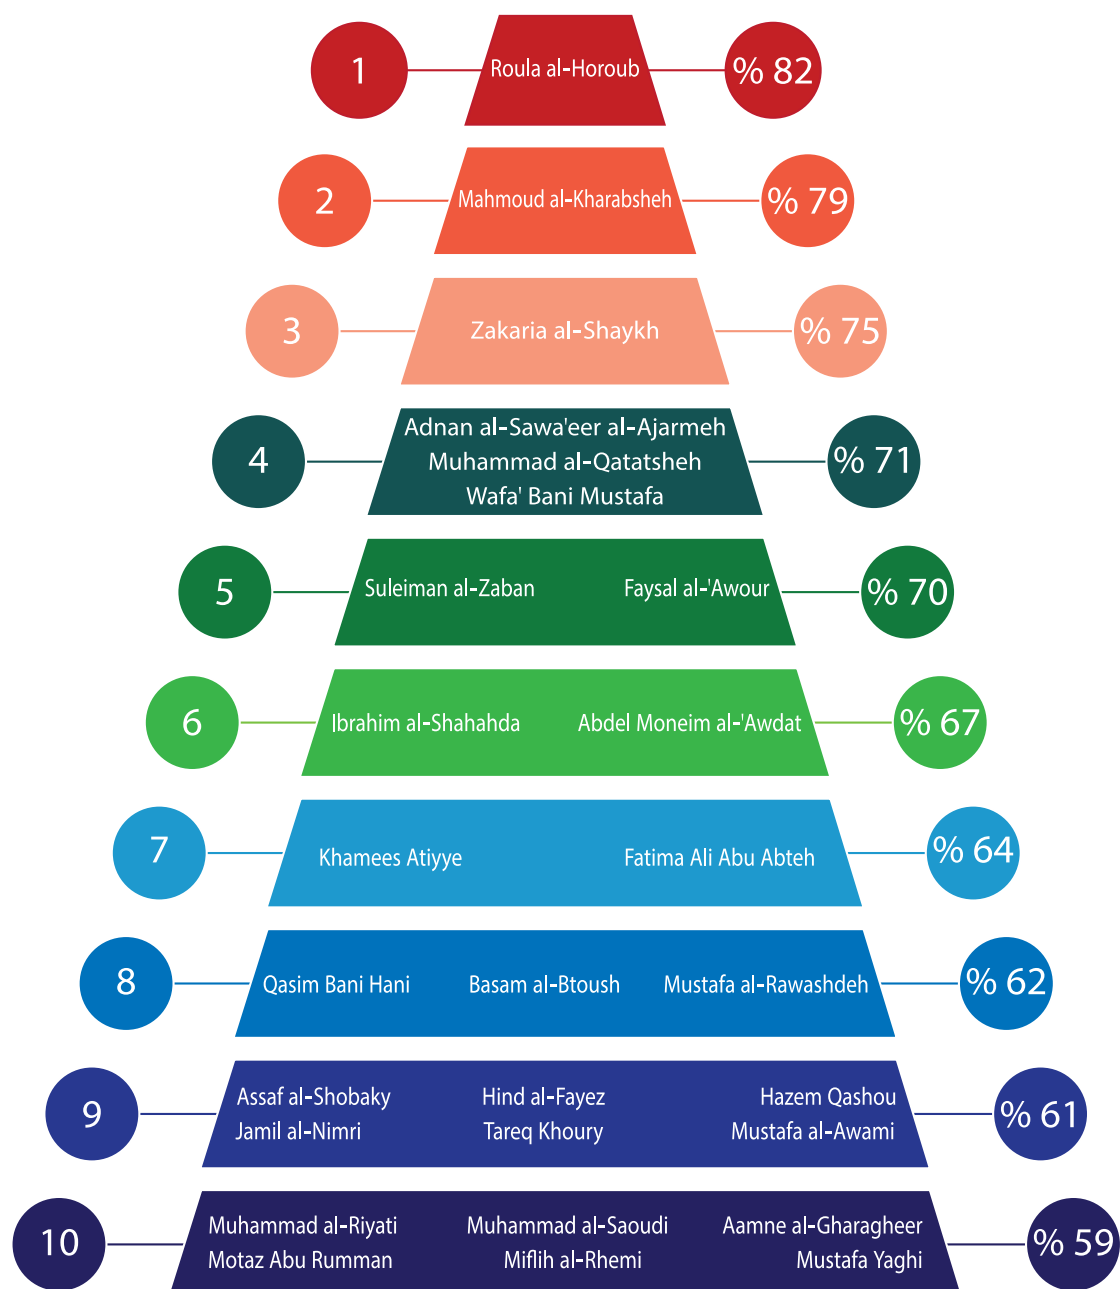 1 Roula al-Horoub % 82
2 Mahmoud al-Kharabsheh % 79
3 Zakaria al-Shaykh % 75
Adnan al-Sawa'eer al-Ajarmeh
4 Muhammad al-Qatatsheh % 71
Wafa' Bani Mustafa
5 Suleiman al-Zaban Faysal al-'Awour % 70
6 Ibrahim al-Shahahda Abdel Moneim al-'Awdat % 67
7 Khamees Atiyye Fatima Ali Abu Abteh % 64
8 Qasim Bani Hani Basam al-Btoush Mustafa al-Rawashdeh % 62
9 Assaf al-Shobaky Hind al-Fayez Hazem Qashou % 61
Jamil al-Nimri Tareq Khoury Mustafa al-Awami
10 Muhammad al-Riyati Muhammad al-Saoudi Aamne al-Gharagheer % 59
Motaz Abu Rumman Miflih al-Rhemi Mustafa Yaghi